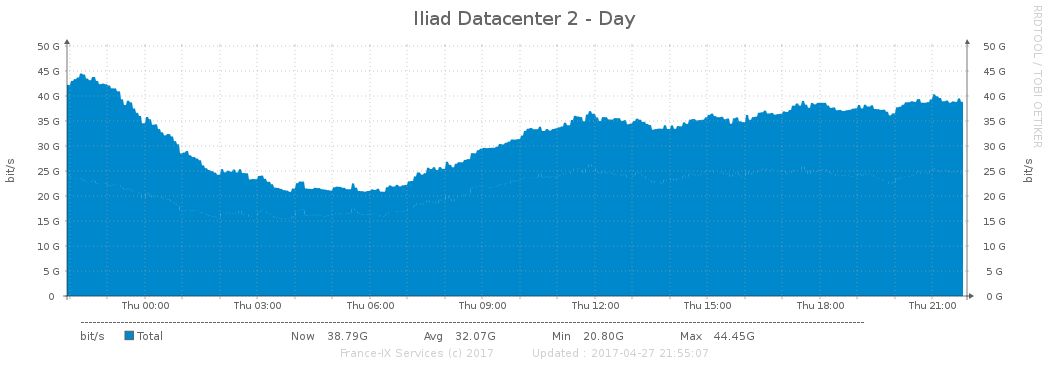 Iliad Datacenter 2 - Day
RRDTOOL / TOBI OETIKER
bit/s
50 G 50 G
45 G 45 G
40 G 40 G
35 G 35 G
30 G 30 G
25 G 25 G
20 G 20 G
15 G 15 G
10 G 10 G
5 G 5 G
0 0 G
bit/s
Thu 00:00 Thu 03:00 Thu 06:00 Thu 09:00 Thu 12:00 Thu 15:00 Thu 18:00 Thu 21:00
bit/s Total Now 38.79G Avg 32.07G Min 20.80G Max 44.45G
France-IX Services (c) 2017 Updated : 2017-04-27 21:55:07